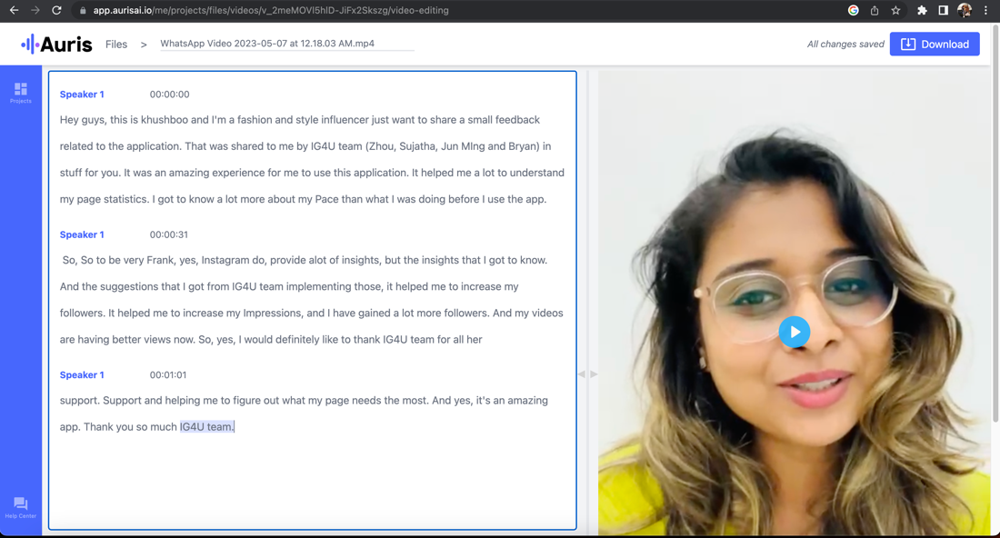 app.aurisai.io/me/projects/files/videos/v_2meMOVI5hlD-JiFx2Skszg/video-editing
Auris
Files > WhatsApp Video 2023-05-07 at 12.18.03 AM.mp4
All changes saved
Download
Projects
Speaker 1 00:00:00
Hey guys, this is khushboo and I'm a fashion and style influencer just want to share a small feedback
related to the application. That was shared to me by IG4U team (Zhou, Sujatha, Jun MIng and Bryan) in
stuff for you. It was an amazing experience for me to use this application. It helped me a lot to understand
my page statistics. I got to know a lot more about my Pace than what I was doing before I use the app.
Speaker 1 00:00:31
So, So to be very Frank, yes, Instagram do, provide alot of insights, but the insights that I got to know.
And the suggestions that I got from IG4U team implementing those, it helped me to increase my
followers. It helped me to increase my Impressions, and I have gained a lot more followers. And my videos
are having better views now. So, yes, I would definitely like to thank IG4U team for all her
Speaker 1 00:01:01
support. Support and helping me to figure out what my page needs the most. And yes, it's an amazing
app. Thank you so much IG4U team.
Help Center